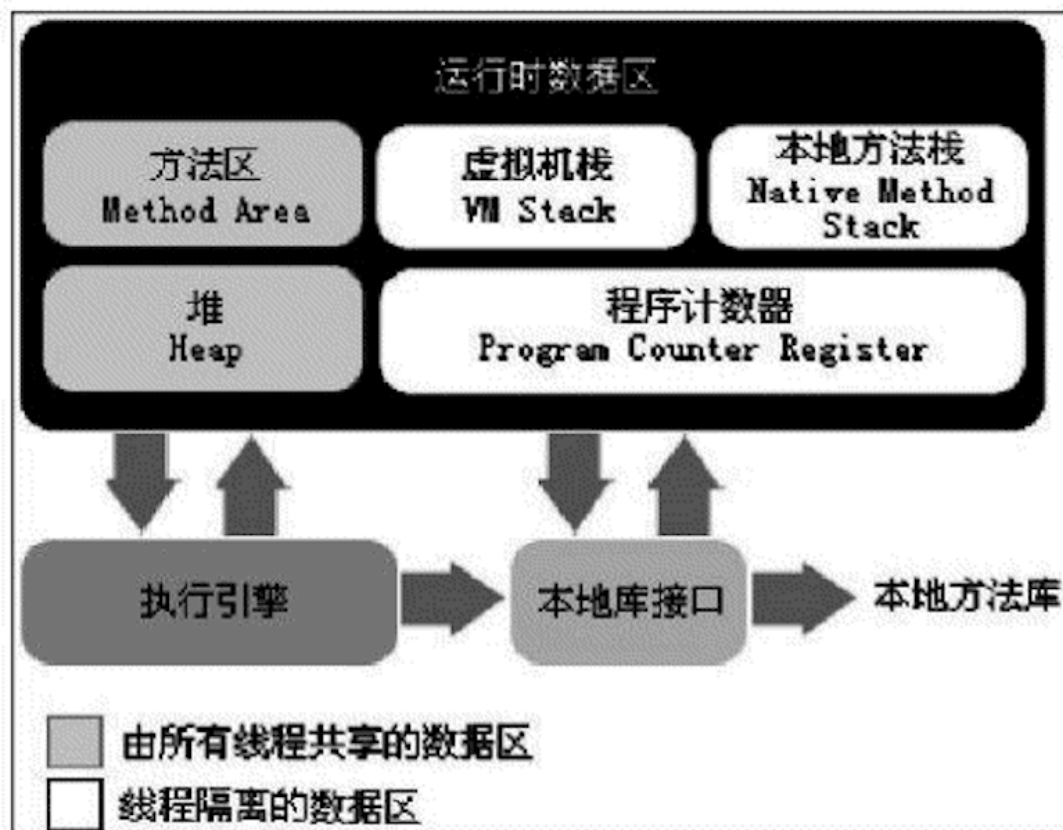 运行时数据区
方法区
Method Area
虚拟机栈
VM Stack
本地方法栈
Native Method
Stack
堆
Heap
程序计数器
Program Counter Register
执行引擎
本地库接口
本地方法库
由所有线程共享的数据区
线程隔离的数据区